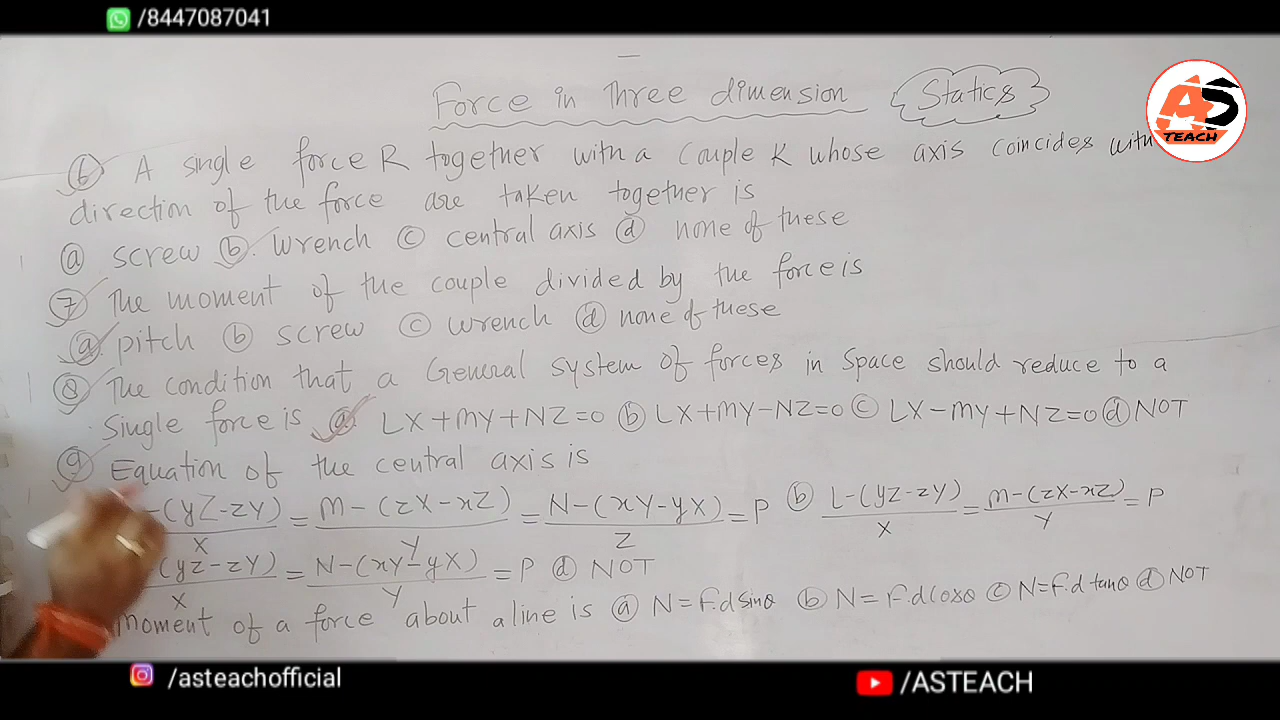 /8447087041
Force in Three dimension Statics
AS TEACH
⑥ A single force R together with a couple K whose axis coincides with
direction of the force are taken together is
ⓐ screw ⓑ. wrench ⓒ central axis ⓓ none of these
⑦ The moment of the couple divided by the force is
ⓐ. pitch ⓑ screw ⓒ wrench ⓓ none of these
⑧ The condition that a General system of forces in space should reduce to a
Single force is ⓐ LX+MY+NZ=0 ⓑ LX+MY-NZ=0 ⓒ LX-MY+NZ=0 ⓓ NOT
⑨ Equation of the central axis is
-(yZ-zY)/X = M-(zX-xZ)/Y = N-(xY-yX)/Z = P ⓑ L-(yZ-zY)/X = M-(zX-xZ)/Y = P
(yZ-zY)/X = N-(xY-yX)/Y = P ⓓ NOT
moment of a force about a line is ⓐ N=F.d sinθ ⓑ N=F.d cosθ ⓒ N=F.d tanθ ⓓ NOT
/asteachofficial /ASTEACH